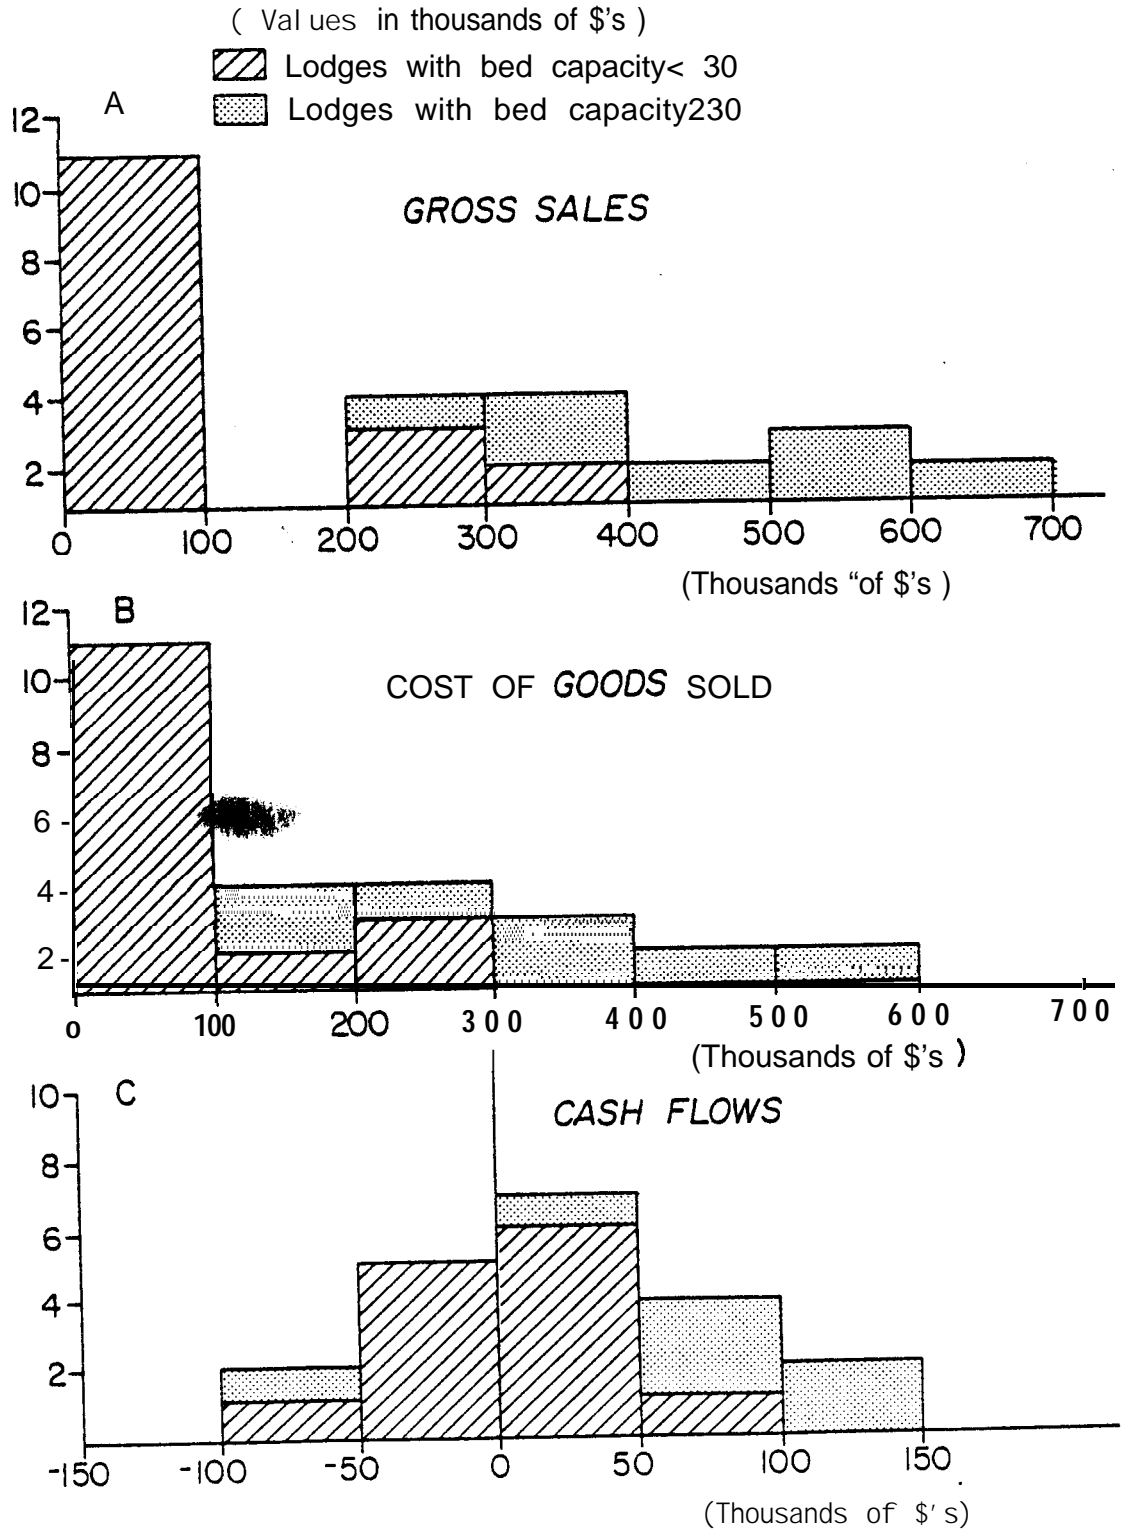 ( Values in thousands of $'s )
Lodges with bed capacity< 30
Lodges with bed capacity230
A
GROSS SALES
12
10
8
6
4
2
0 100 200 300 400 500 600 700
(Thousands “of $'s )
B
COST OF GOODS SOLD
12
10
8
6
4
2
0 100 200 300 400 500 600 700
(Thousands of $'s )
C
CASH FLOWS
10
8
6
4
2
-150 -100 -50 0 50 100 150
(Thousands of $'s)